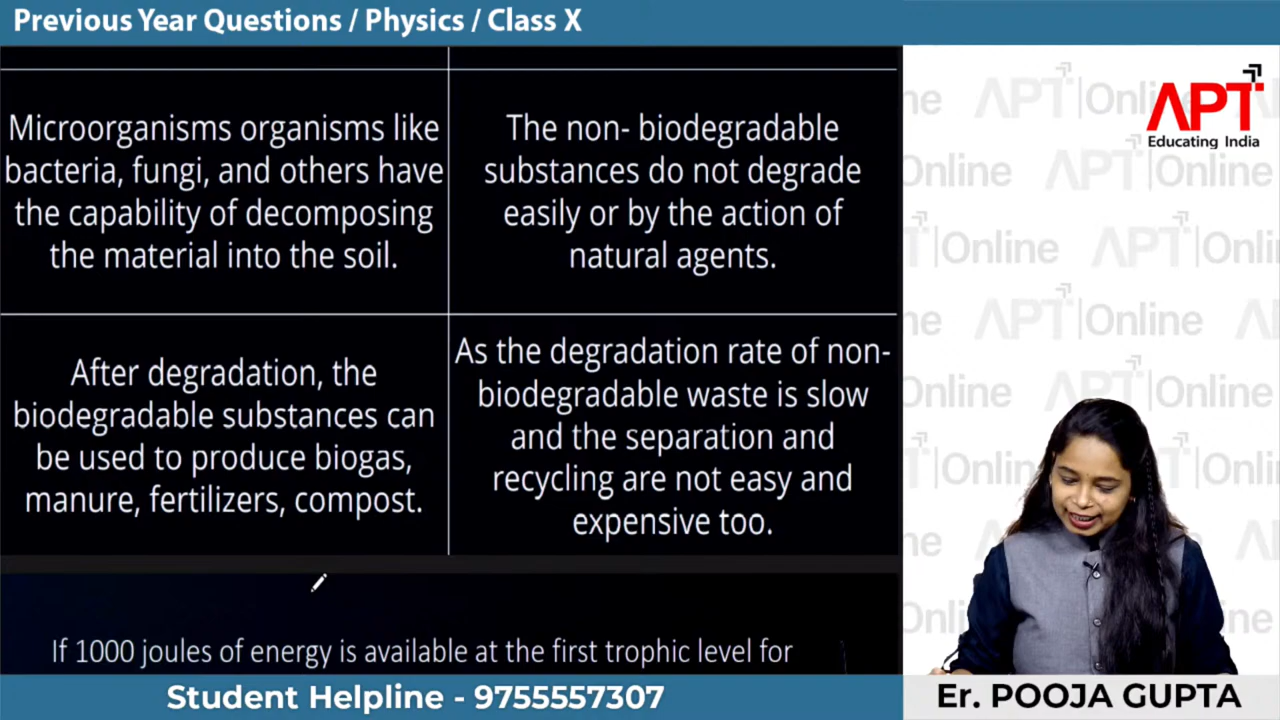 Previous Year Questions / Physics / Class X
Microorganisms organisms like
bacteria, fungi, and others have
the capability of decomposing
the material into the soil.
The non- biodegradable
substances do not degrade
easily or by the action of
natural agents.
After degradation, the
biodegradable substances can
be used to produce biogas,
manure, fertilizers, compost.
As the degradation rate of non-
biodegradable waste is slow
and the separation and
recycling are not easy and
expensive too.
If 1000 joules of energy is available at the first trophic level for
APT
Educating India
APT|Online
Student Helpline - 9755557307
Er. POOJA GUPTA